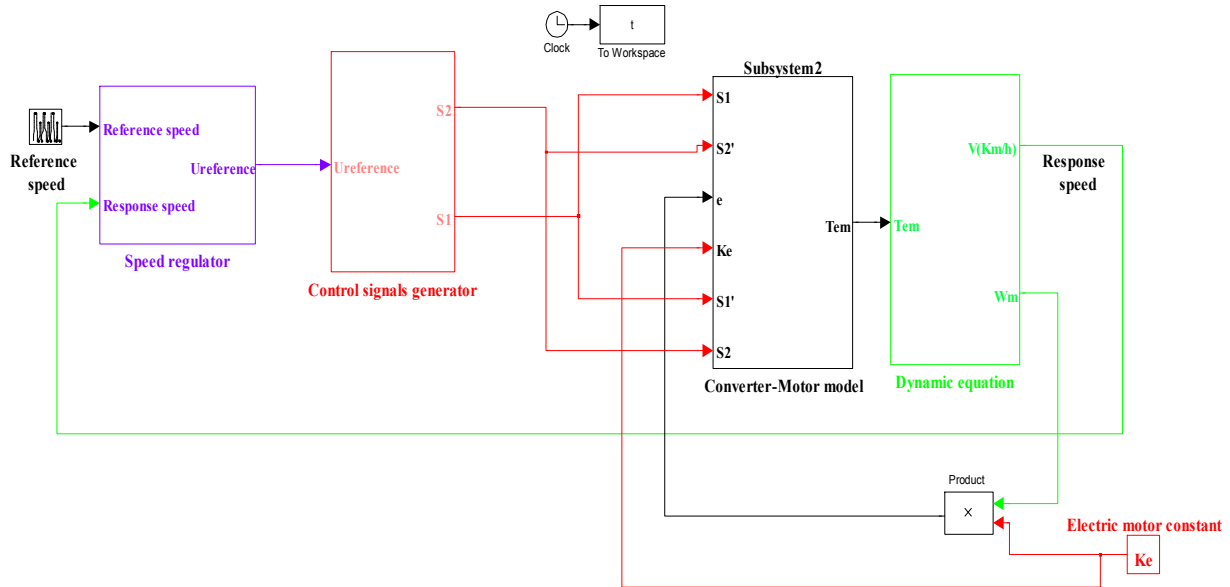 t
Clock
To Workspace
Subsystem2
Reference speed
Ureference
Response speed
Speed regulator
Reference
speed
S2
Ureference
S1
Control signals generator
S1
S2'
e
Ke
S1'
S2
Tem
Converter-Motor model
V(Km/h)
Tem
Wm
Dynamic equation
Response
speed
Product
X
Electric motor constant
Ke